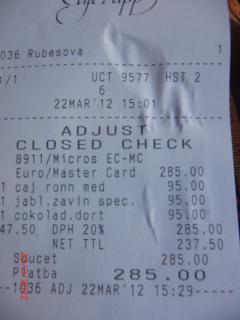 1036 Rubesova 1
/1 UCT 9577 HST 2
6
22MAR'12 15:01
ADJUST
CLOSED CHECK
8911/Micros EC-MC
Euro/Master Card 285.00
1 caj ronn med 95.00
1 jabl.zavin spec. 95.00
1 cokolad.dort 95.00
47.50 DPH 20% 285.00
NET TTL 237.50
Soucet 285.00
Platba 285.00
--1036 ADJ 22MAR'12 15:29-----